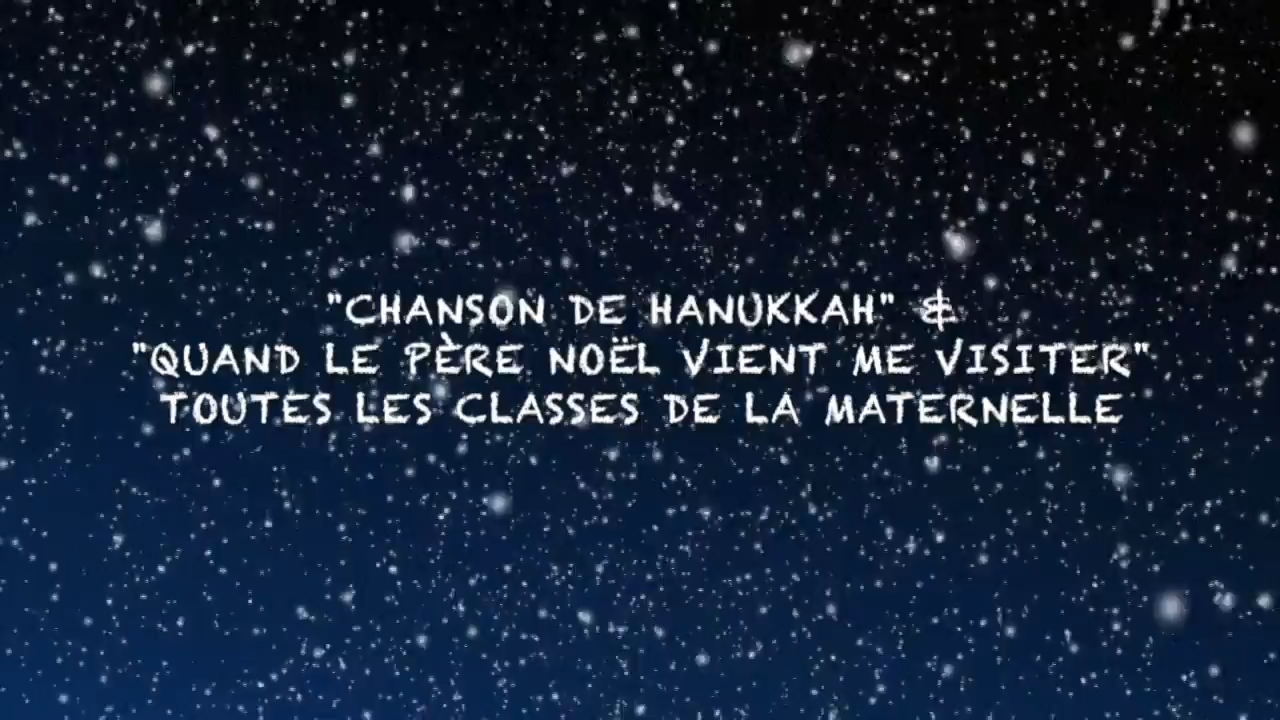 "CHANSON DE HANUKKAH" &
"QUAND LE PÈRE NOËL VIENT ME VISITER"
TOUTES LES CLASSES DE LA MATERNELLE